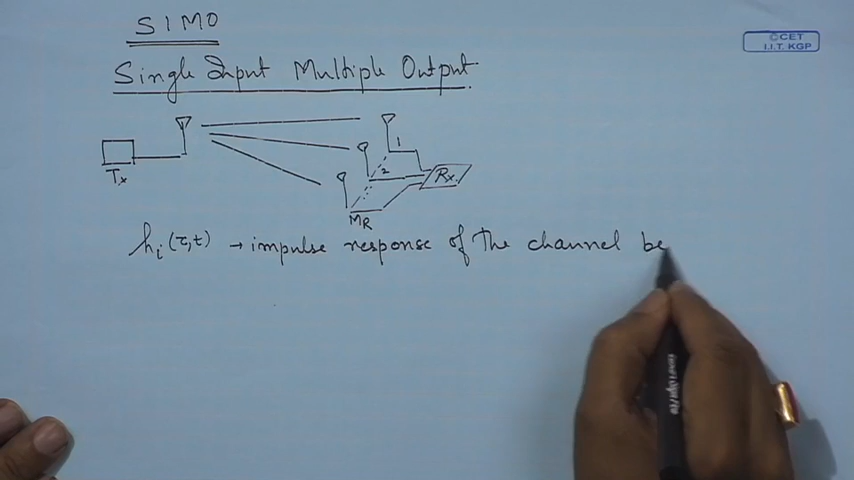 SIMO
©CET
I.I.T. KGP
Single Input Multiple Output
1
2
Tx
Rx
MR
hi(τ,t) → impulse response of the channel be